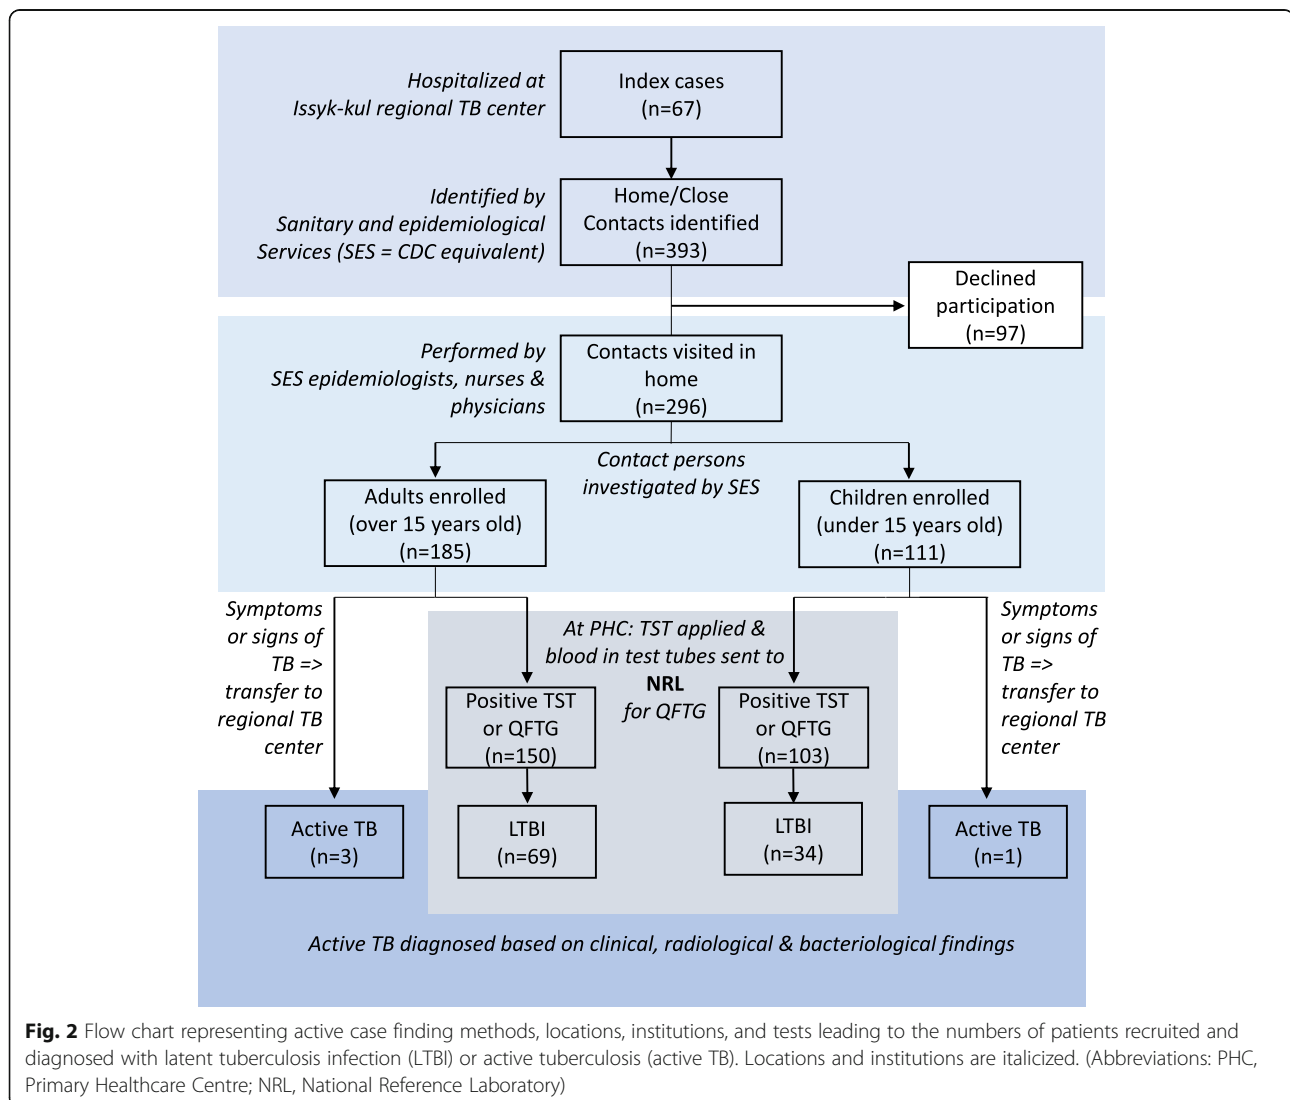 Hospitalized at
Issyk-kul regional TB center
Index cases
(n=67)
Identified by
Sanitary and epidemiological
Services (SES = CDC equivalent)
Home/Close
Contacts identified
(n=393)
Declined
participation
(n=97)
Performed by
SES epidemiologists, nurses &
physicians
Contacts visited in
home
(n=296)
Contact persons
investigated by SES
Adults enrolled
(over 15 years old)
(n=185)
Children enrolled
(under 15 years old)
(n=111)
Symptoms
or signs of
TB =>
transfer to
regional TB
center
At PHC: TST applied &
blood in test tubes sent to
NRL
for QFTG
Symptoms
or signs of
TB =>
transfer to
regional TB
center
Positive TST
or QFTG
(n=150)
Positive TST
or QFTG
(n=103)
Active TB
(n=3)
LTBI
(n=69)
LTBI
(n=34)
Active TB
(n=1)
Active TB diagnosed based on clinical, radiological & bacteriological findings
Fig. 2 Flow chart representing active case finding methods, locations, institutions, and tests leading to the numbers of patients recruited and
diagnosed with latent tuberculosis infection (LTBI) or active tuberculosis (active TB). Locations and institutions are italicized. (Abbreviations: PHC,
Primary Healthcare Centre; NRL, National Reference Laboratory)